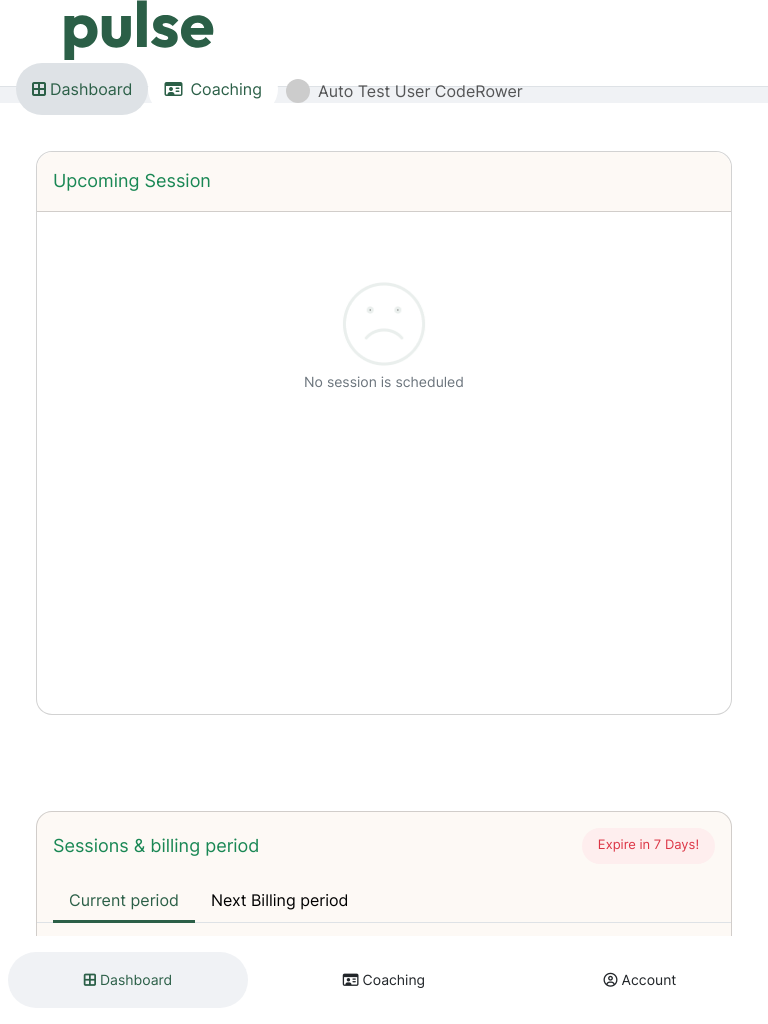 pulse
Dashboard
Coaching
Auto Test User CodeRower
Upcoming Session
No session is scheduled
Sessions & billing period
Expire in 7 Days!
Current period
Next Billing period
Dashboard
Coaching
Account